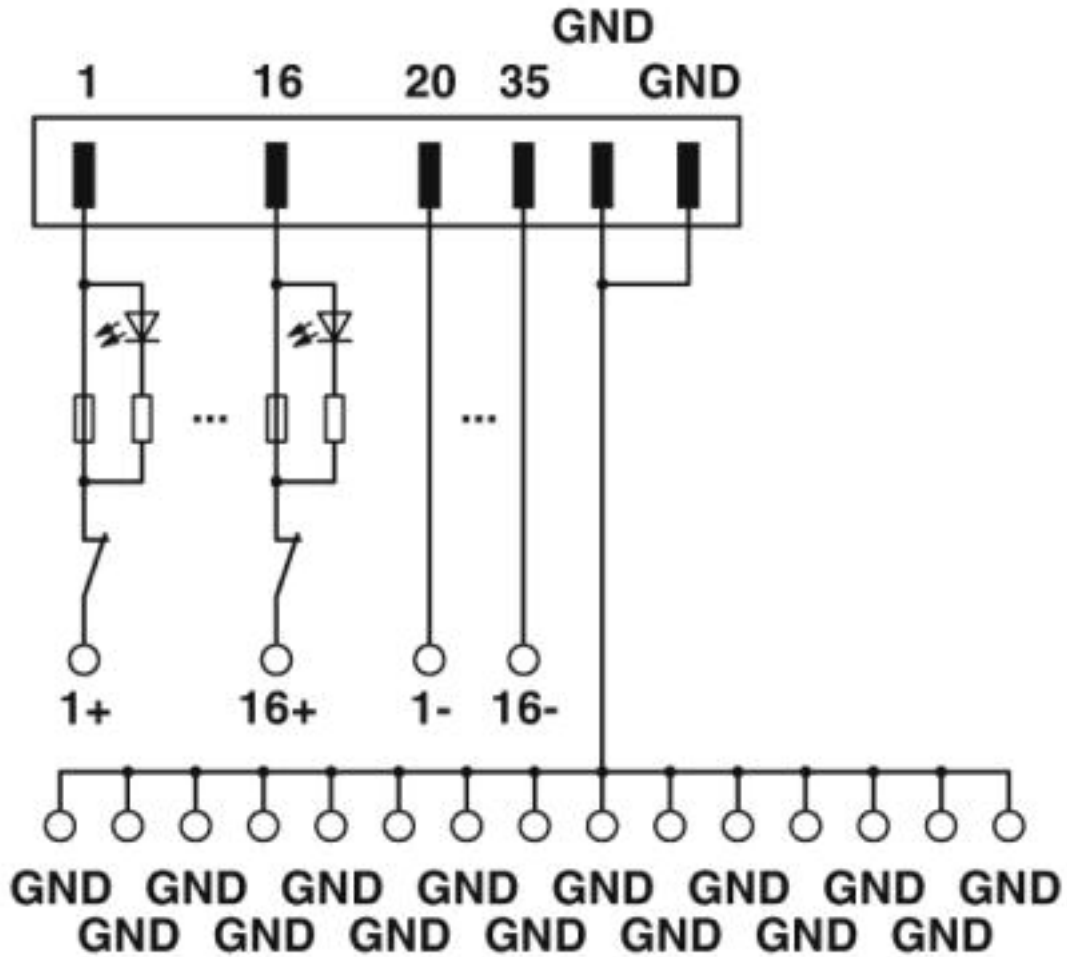 GND
1 16 20 35 GND
... ...
1+ 16+ 1- 16-
GND GND GND GND GND GND GND GND
GND GND GND GND GND GND GND